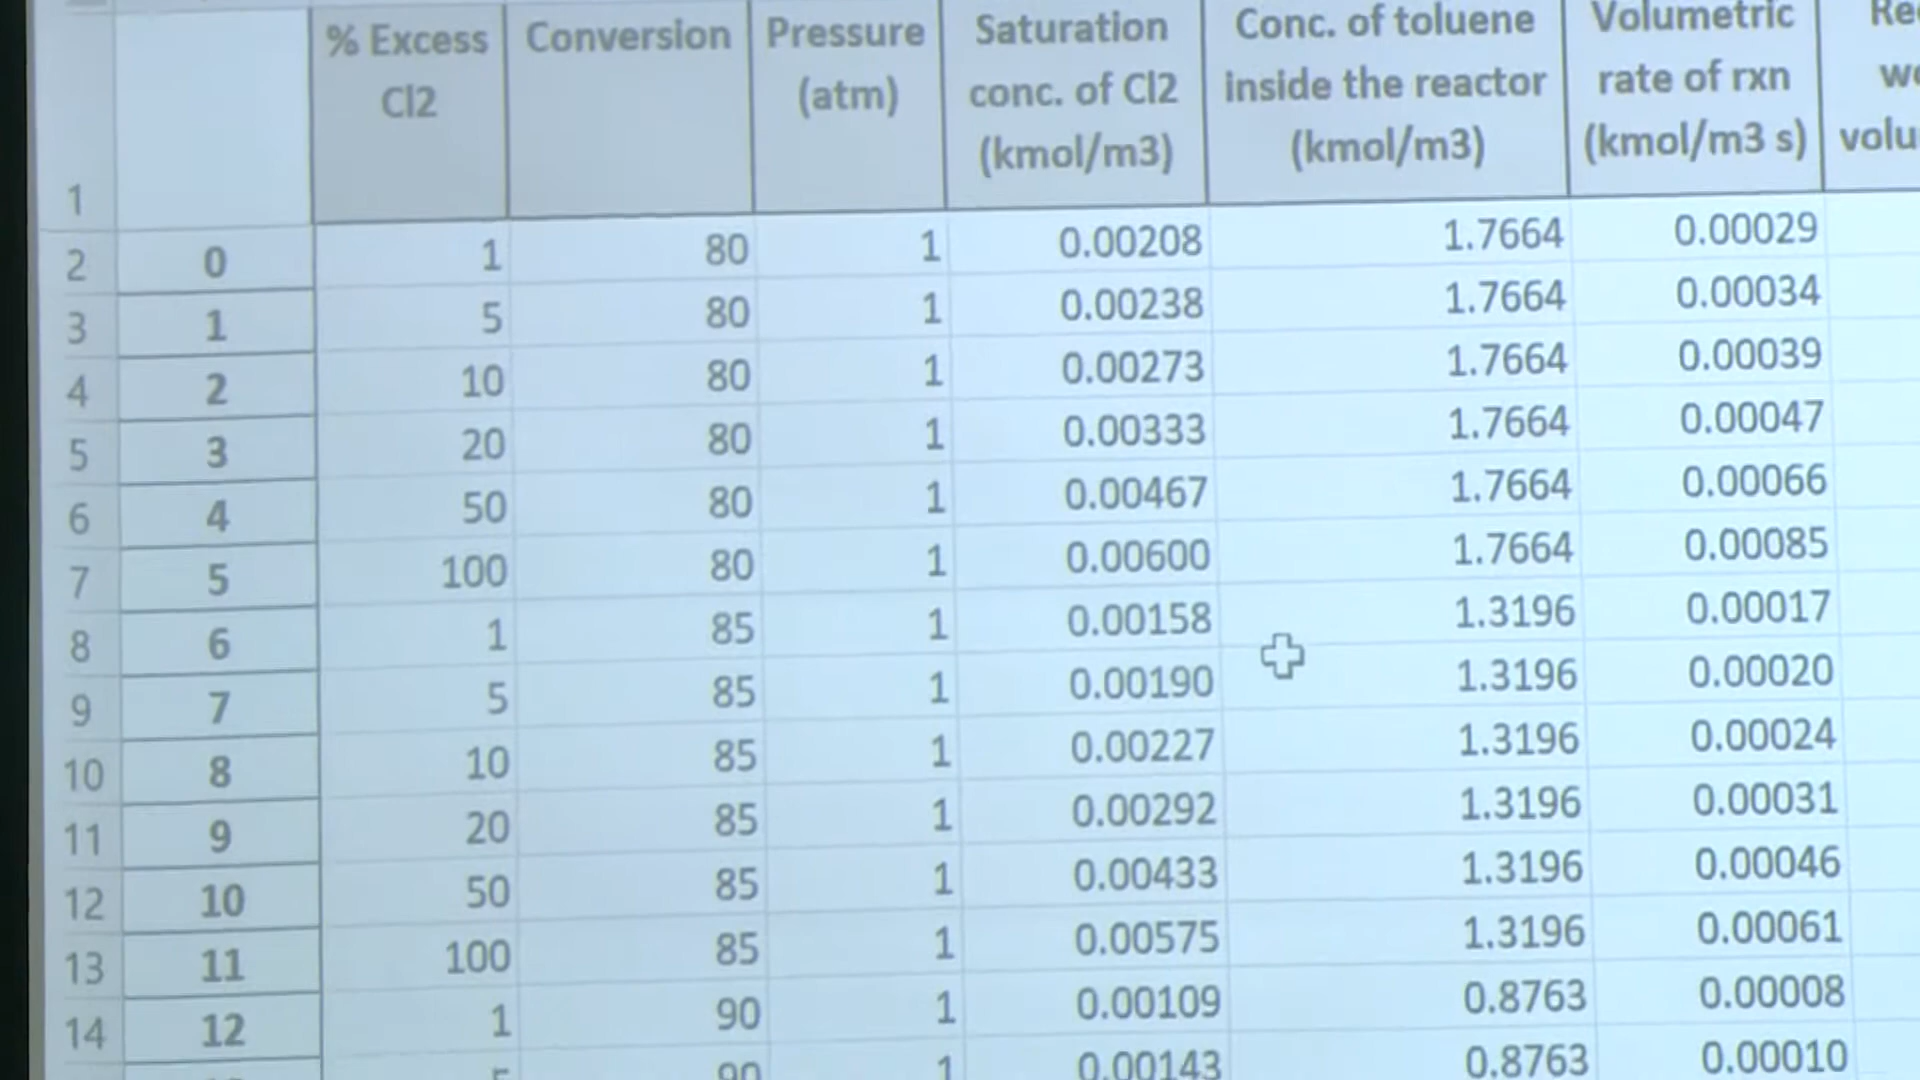 % Excess Cl2 Conversion Pressure (atm) Saturation conc. of Cl2 (kmol/m3) Conc. of toluene inside the reactor (kmol/m3) Volumetric rate of rxn (kmol/m3 s)
1
2 0 1 80 1 0.00208 1.7664 0.00029
3 1 5 80 1 0.00238 1.7664 0.00034
4 2 10 80 1 0.00273 1.7664 0.00039
5 3 20 80 1 0.00333 1.7664 0.00047
6 4 50 80 1 0.00467 1.7664 0.00066
7 5 100 80 1 0.00600 1.7664 0.00085
8 6 1 85 1 0.00158 1.3196 0.00017
9 7 5 85 1 0.00190 1.3196 0.00020
10 8 10 85 1 0.00227 1.3196 0.00024
11 9 20 85 1 0.00292 1.3196 0.00031
12 10 50 85 1 0.00433 1.3196 0.00046
13 11 100 85 1 0.00575 1.3196 0.00061
14 12 1 90 1 0.00109 0.8763 0.00008
5 90 1 0.00143 0.8763 0.00010